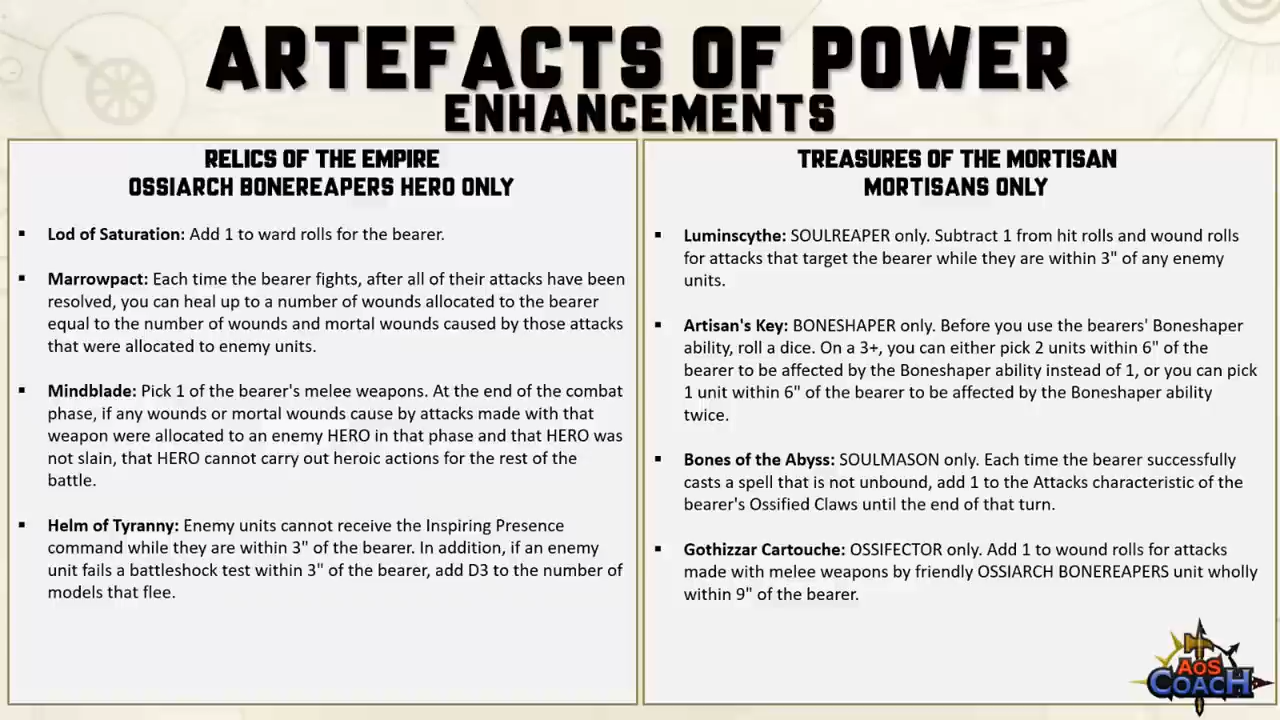 ARTEFACTS OF POWER
ENHANCEMENTS
RELICS OF THE EMPIRE
OSSIARCH BONEREAPERS HERO ONLY
▪ Lod of Saturation: Add 1 to ward rolls for the bearer.
▪ Marrowpact: Each time the bearer fights, after all of their attacks have been
resolved, you can heal up to a number of wounds allocated to the bearer
equal to the number of wounds and mortal wounds caused by those attacks
that were allocated to enemy units.
▪ Mindblade: Pick 1 of the bearer's melee weapons. At the end of the combat
phase, if any wounds or mortal wounds cause by attacks made with that
weapon were allocated to an enemy HERO in that phase and that HERO was
not slain, that HERO cannot carry out heroic actions for the rest of the
battle.
▪ Helm of Tyranny: Enemy units cannot receive the Inspiring Presence
command while they are within 3" of the bearer. In addition, if an enemy
unit fails a battleshock test within 3" of the bearer, add D3 to the number of
models that flee.
TREASURES OF THE MORTISAN
MORTISANS ONLY
▪ Luminscythe: SOULREAPER only. Subtract 1 from hit rolls and wound rolls
for attacks that target the bearer while they are within 3" of any enemy
units.
▪ Artisan's Key: BONESHAPER only. Before you use the bearers' Boneshaper
ability, roll a dice. On a 3+, you can either pick 2 units within 6" of the
bearer to be affected by the Boneshaper ability instead of 1, or you can pick
1 unit within 6" of the bearer to be affected by the Boneshaper ability
twice.
▪ Bones of the Abyss: SOULMASON only. Each time the bearer successfully
casts a spell that is not unbound, add 1 to the Attacks characteristic of the
bearer's Ossified Claws until the end of that turn.
▪ Gothizzar Cartouche: OSSIFECTOR only. Add 1 to wound rolls for attacks
made with melee weapons by friendly OSSIARCH BONEREAPERS unit wholly
within 9" of the bearer.
AoS
COACH